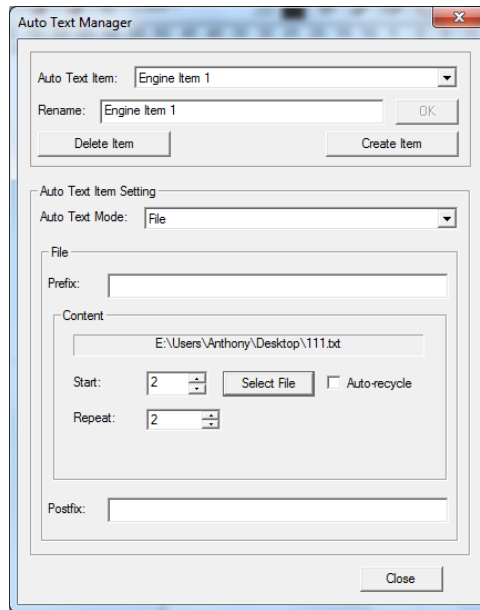 Auto Text Manager
Auto Text Item: Engine Item 1
Rename: Engine Item 1 OK
Delete Item Create Item
Auto Text Item Setting
Auto Text Mode: File
File
Prefix:
Content
E:\Users\Anthony\Desktop\111.txt
Start: 2 Select File Auto-recycle
Repeat: 2
Postfix:
Close